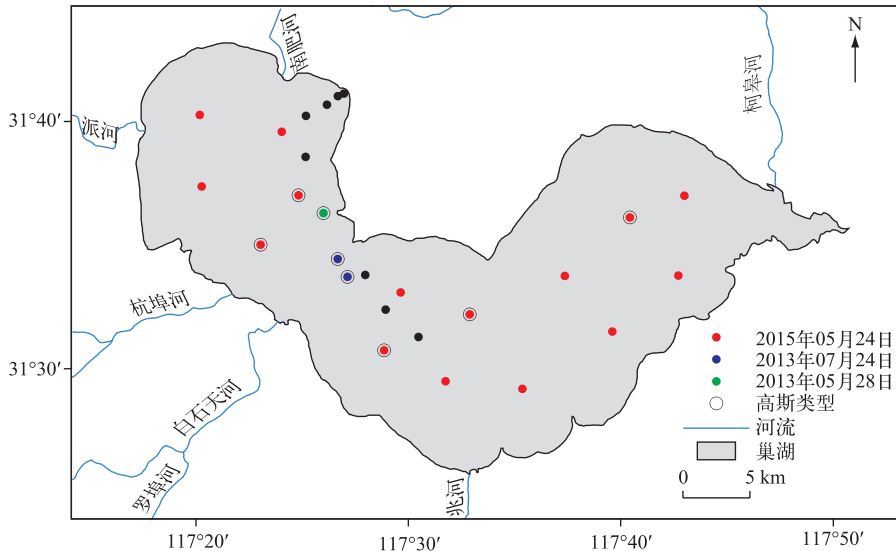 N
南肥河
柯皋河
31°40′
派河
杭埠河
2015年05月24日
2013年07月24日
31°30′
2013年05月28日
高斯类型
白石天河
河流
巢湖
罗埠河
0 5 km
兆河
117°20′
117°30′
117°40′
117°50′